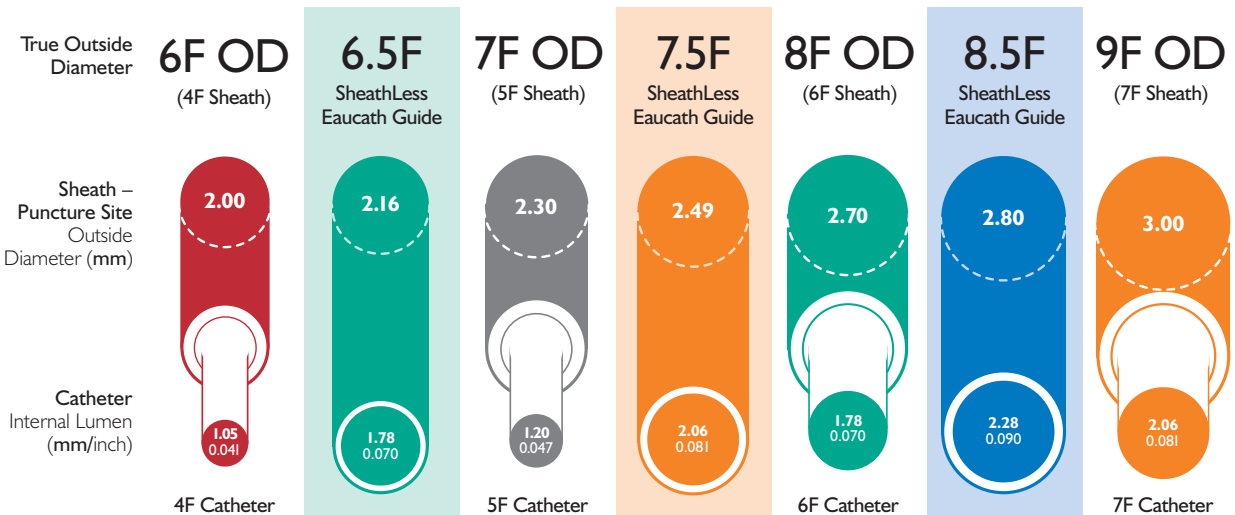 True Outside
Diameter
6F OD
(4F Sheath)
6.5F
SheathLess
Eaucath Guide
7F OD
(5F Sheath)
7.5F
SheathLess
Eaucath Guide
8F OD
(6F Sheath)
8.5F
SheathLess
Eaucath Guide
9F OD
(7F Sheath)
Sheath –
Puncture Site
Outside
Diameter (mm)
2.00
2.16
2.30
2.49
2.70
2.80
3.00
Catheter
Internal Lumen
(mm/inch)
1.05
0.041
1.78
0.070
1.20
0.047
2.06
0.081
1.78
0.070
2.28
0.090
2.06
0.081
4F Catheter
5F Catheter
6F Catheter
7F Catheter